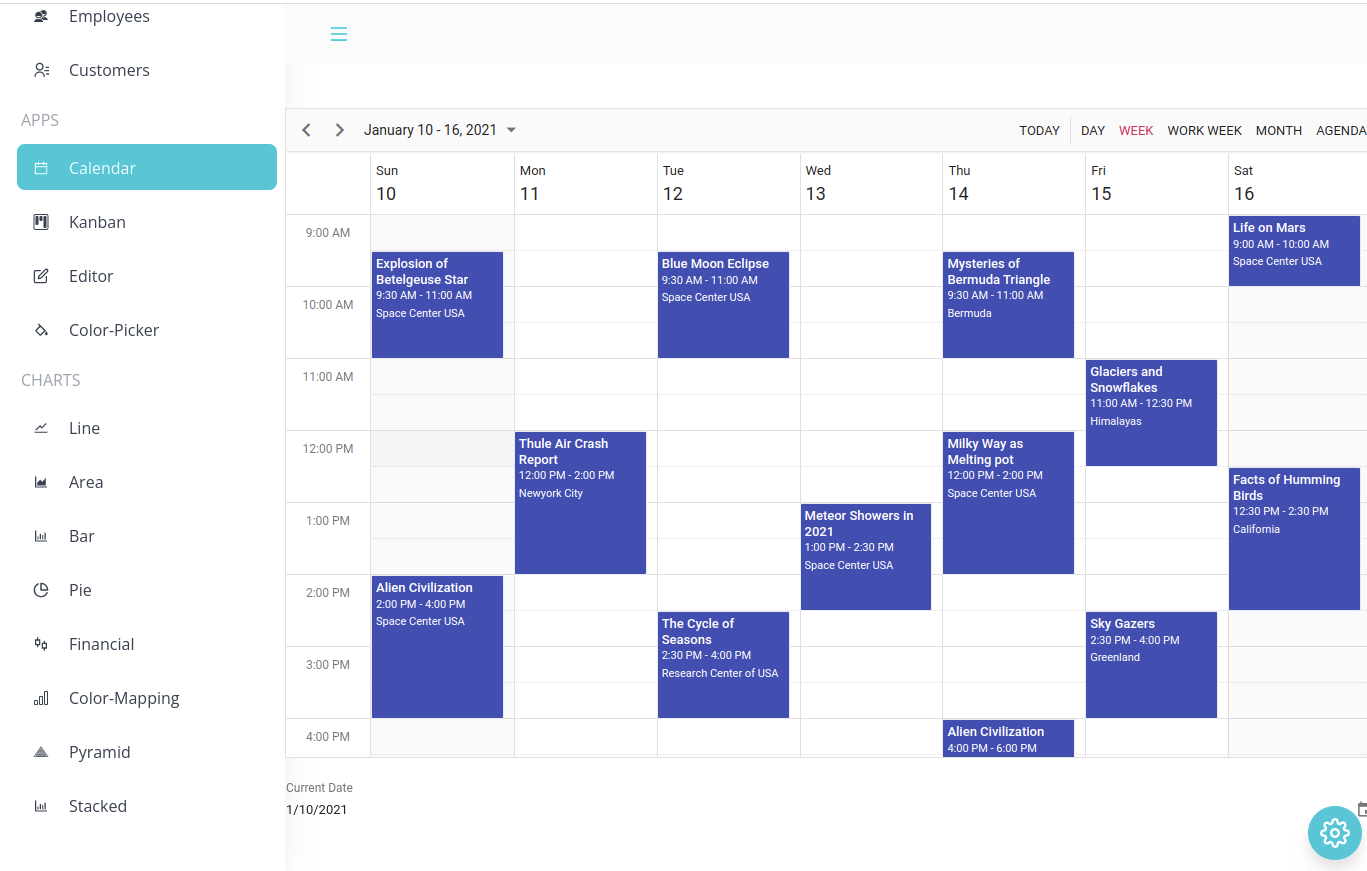 Employees
Customers
APPS
Calendar
Kanban
Editor
Color-Picker
CHARTS
Line
Area
Bar
Pie
Financial
Color-Mapping
Pyramid
Stacked
January 10 - 16, 2021
TODAY DAY WEEK WORK WEEK MONTH AGENDA
Sun Mon Tue Wed Thu Fri Sat
10 11 12 13 14 15 16
9:00 AM
10:00 AM
11:00 AM
12:00 PM
1:00 PM
2:00 PM
3:00 PM
4:00 PM
Explosion of
Betelgeuse Star
9:30 AM - 11:00 AM
Space Center USA
Alien Civilization
2:00 PM - 4:00 PM
Space Center USA
Thule Air Crash
Report
12:00 PM - 2:00 PM
Newyork City
Blue Moon Eclipse
9:30 AM - 11:00 AM
Space Center USA
The Cycle of
Seasons
2:30 PM - 4:00 PM
Research Center of USA
Meteor Showers in
2021
1:00 PM - 2:30 PM
Space Center USA
Mysteries of
Bermuda Triangle
9:30 AM - 11:00 AM
Bermuda
Milky Way as
Melting pot
12:00 PM - 2:00 PM
Space Center USA
Alien Civilization
4:00 PM - 6:00 PM
Glaciers and
Snowflakes
11:00 AM - 12:30 PM
Himalayas
Sky Gazers
2:30 PM - 4:00 PM
Greenland
Life on Mars
9:00 AM - 10:00 AM
Space Center USA
Facts of Humming
Birds
12:30 PM - 2:30 PM
California
Current Date
1/10/2021